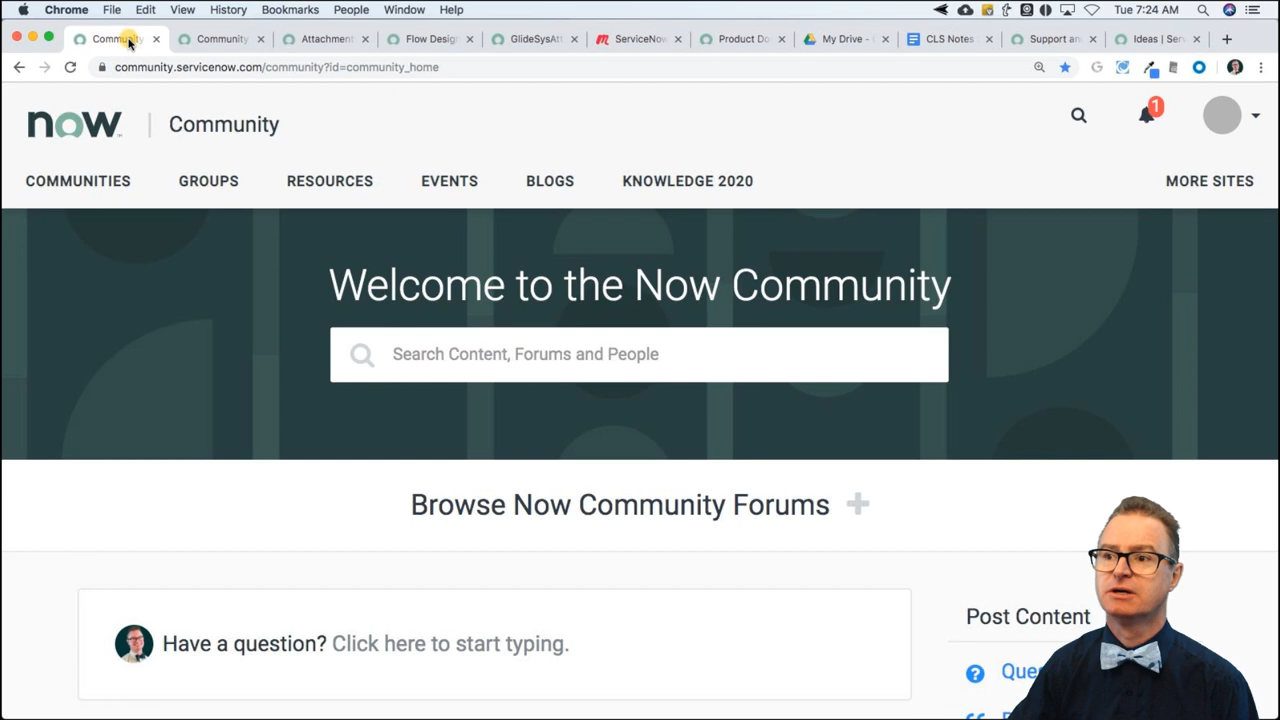 Chrome File Edit View History Bookmarks People Window Help Tue 7:24 AM
Community Community Attachment Flow Desig GlideSysAtt ServiceNow Product Do My Drive - CLS Notes Support an Ideas | Ser
community.servicenow.com/community?id=community_home
now Community 1
COMMUNITIES GROUPS RESOURCES EVENTS BLOGS KNOWLEDGE 2020 MORE SITES
Welcome to the Now Community
Search Content, Forums and People
Browse Now Community Forums
Post Content
Have a question? Click here to start typing.
Ques